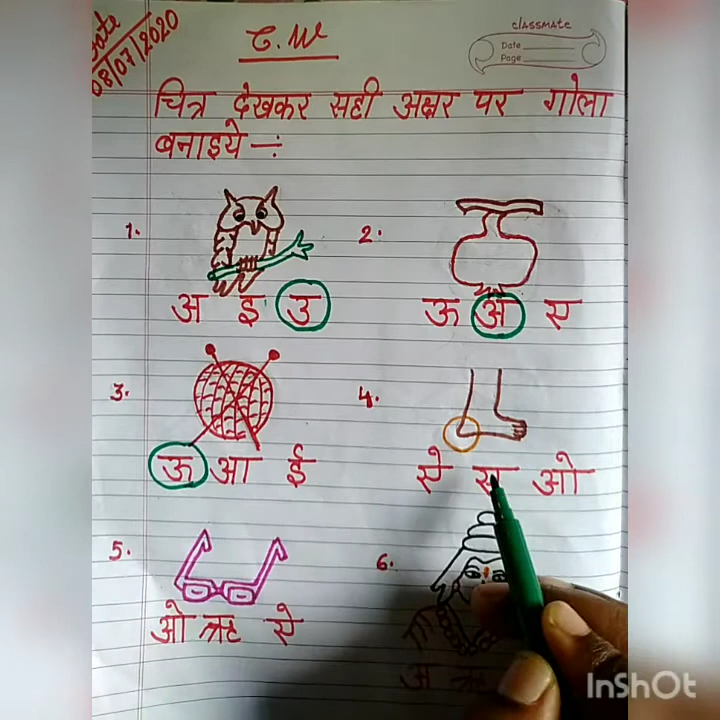 Date 08/07/2020
C.W
classmate
Date
Page
चित्र देखकर सही अक्षर पर गोला
बनाइये -:
1.
अ इ उ
2.
ऊ अ ए
3.
ऊ आ ई
4.
ऐ ए ओ
5.
ओ ऋ ऐ
6.
अ ऋ
InShOt